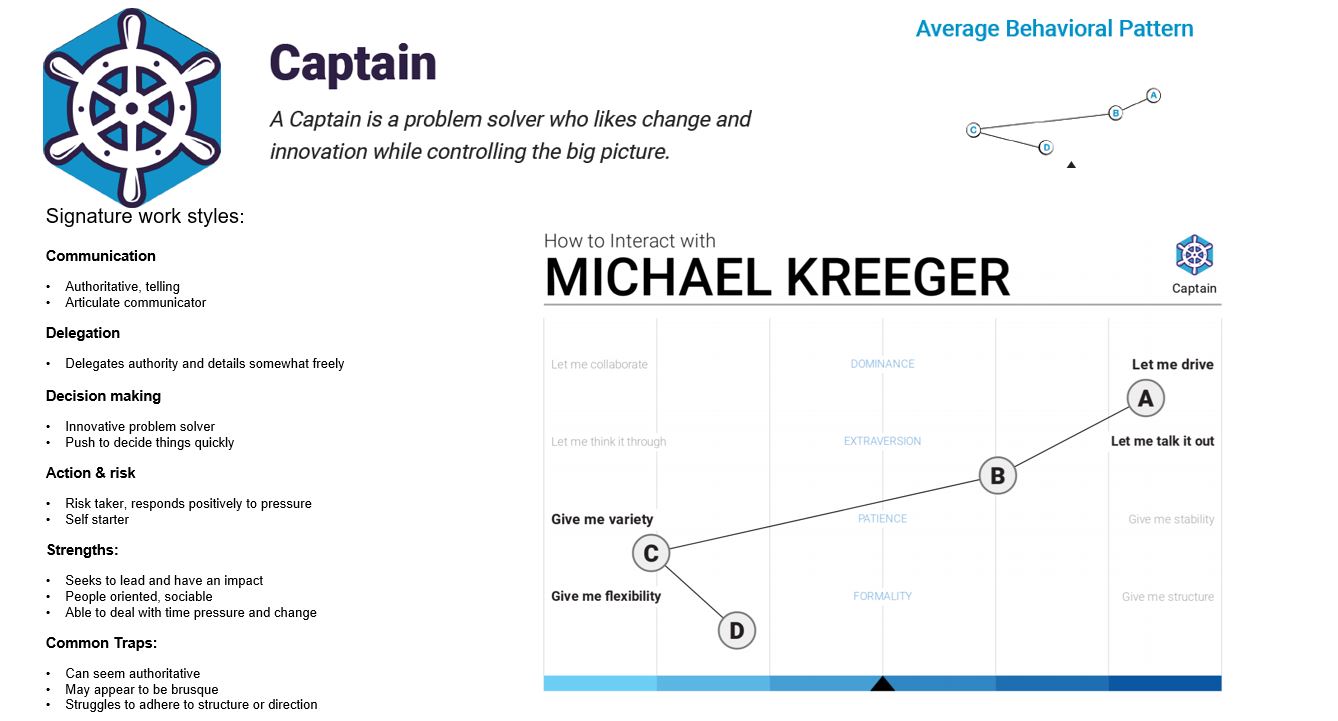 Captain
A Captain is a problem solver who likes change and
innovation while controlling the big picture.
Average Behavioral Pattern
A
B
C
D
Signature work styles:
Communication
• Authoritative, telling
• Articulate communicator
Delegation
• Delegates authority and details somewhat freely
Decision making
• Innovative problem solver
• Push to decide things quickly
Action & risk
• Risk taker, responds positively to pressure
• Self starter
Strengths:
• Seeks to lead and have an impact
• People oriented, sociable
• Able to deal with time pressure and change
Common Traps:
• Can seem authoritative
• May appear to be brusque
• Struggles to adhere to structure or direction
How to Interact with
MICHAEL KREEGER
Captain
Let me collaborate DOMINANCE Let me drive
A
Let me think it through EXTRAVERSION Let me talk it out
B
Give me variety PATIENCE Give me stability
C
Give me flexibility FORMALITY Give me structure
D